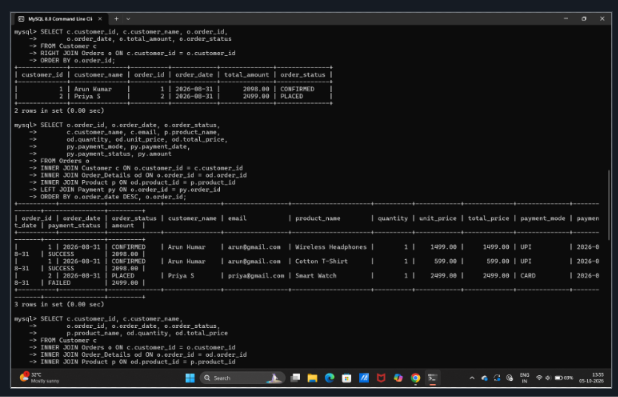 MySQL 8.0 Command Line Cli
mysql> SELECT c.customer_id, c.customer_name, o.order_id,
-> o.order_date, o.total_amount, o.order_status
-> FROM Customer c
-> RIGHT JOIN Orders o ON c.customer_id = o.customer_id
-> ORDER BY o.order_id;
| customer_id | customer_name | order_id | order_date | total_amount | order_status |
| 1 | Arun Kumar | 1 | 2026-08-31 | 2098.00 | CONFIRMED |
| 2 | Priya S | 2 | 2026-08-31 | 2499.00 | PLACED |
2 rows in set (0.00 sec)
mysql> SELECT o.order_id, o.order_date, o.order_status,
-> c.customer_name, c.email, p.product_name,
-> od.quantity, od.unit_price, od.total_price,
-> py.payment_mode, py.payment_date,
-> py.payment_status, py.amount
-> FROM Orders o
-> INNER JOIN Customer c ON o.customer_id = c.customer_id
-> INNER JOIN Order_Details od ON o.order_id = od.order_id
-> INNER JOIN Product p ON od.product_id = p.product_id
-> LEFT JOIN Payment py ON o.order_id = py.order_id
-> ORDER BY o.order_date DESC, o.order_id;
| order_id | order_date | order_status | customer_name | email | product_name | quantity | unit_price | total_price | payment_mode | paymen
t_date | payment_status | amount |
| 1 | 2026-08-31 | CONFIRMED | Arun Kumar | arun@gmail.com | Wireless Headphones | 1 | 1499.00 | 1499.00 | UPI | 2026-0
8-31 | SUCCESS | 2098.00 |
| 1 | 2026-08-31 | CONFIRMED | Arun Kumar | arun@gmail.com | Cotton T-Shirt | 1 | 599.00 | 599.00 | UPI | 2026-0
8-31 | SUCCESS | 2098.00 |
| 2 | 2026-08-31 | PLACED | Priya S | priya@gmail.com | Smart Watch | 1 | 2499.00 | 2499.00 | CARD | 2026-0
8-31 | FAILED | 2499.00 |
3 rows in set (0.00 sec)
mysql> SELECT c.customer_id, c.customer_name,
-> o.order_id, o.order_date, o.order_status,
-> p.product_name, od.quantity, od.total_price
-> FROM Customer c
-> INNER JOIN Orders o ON c.customer_id = o.customer_id
-> INNER JOIN Order_Details od ON o.order_id = od.order_id
-> INNER JOIN Product p ON od.product_id = p.product_id
32°C
Mostly sunny
Search
ENG
IN
13:55
05-10-2026